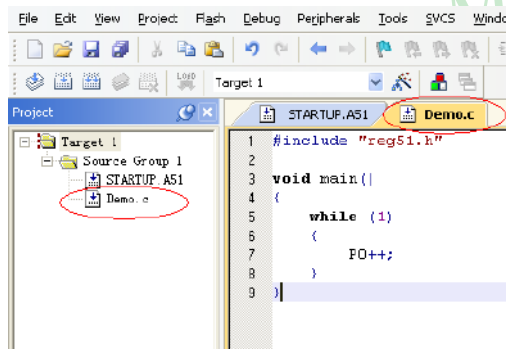 File Edit View Project Flash Debug Peripherals Tools SVCS
LOAD Target 1
Project
STARTUP.A51 Demo.c
Target 1
Source Group 1
STARTUP.A51
Demo.c
1 #include "reg51.h"
2
3 void main(
4 {
5 while (1)
6 {
7 P0++;
8 }
9 }